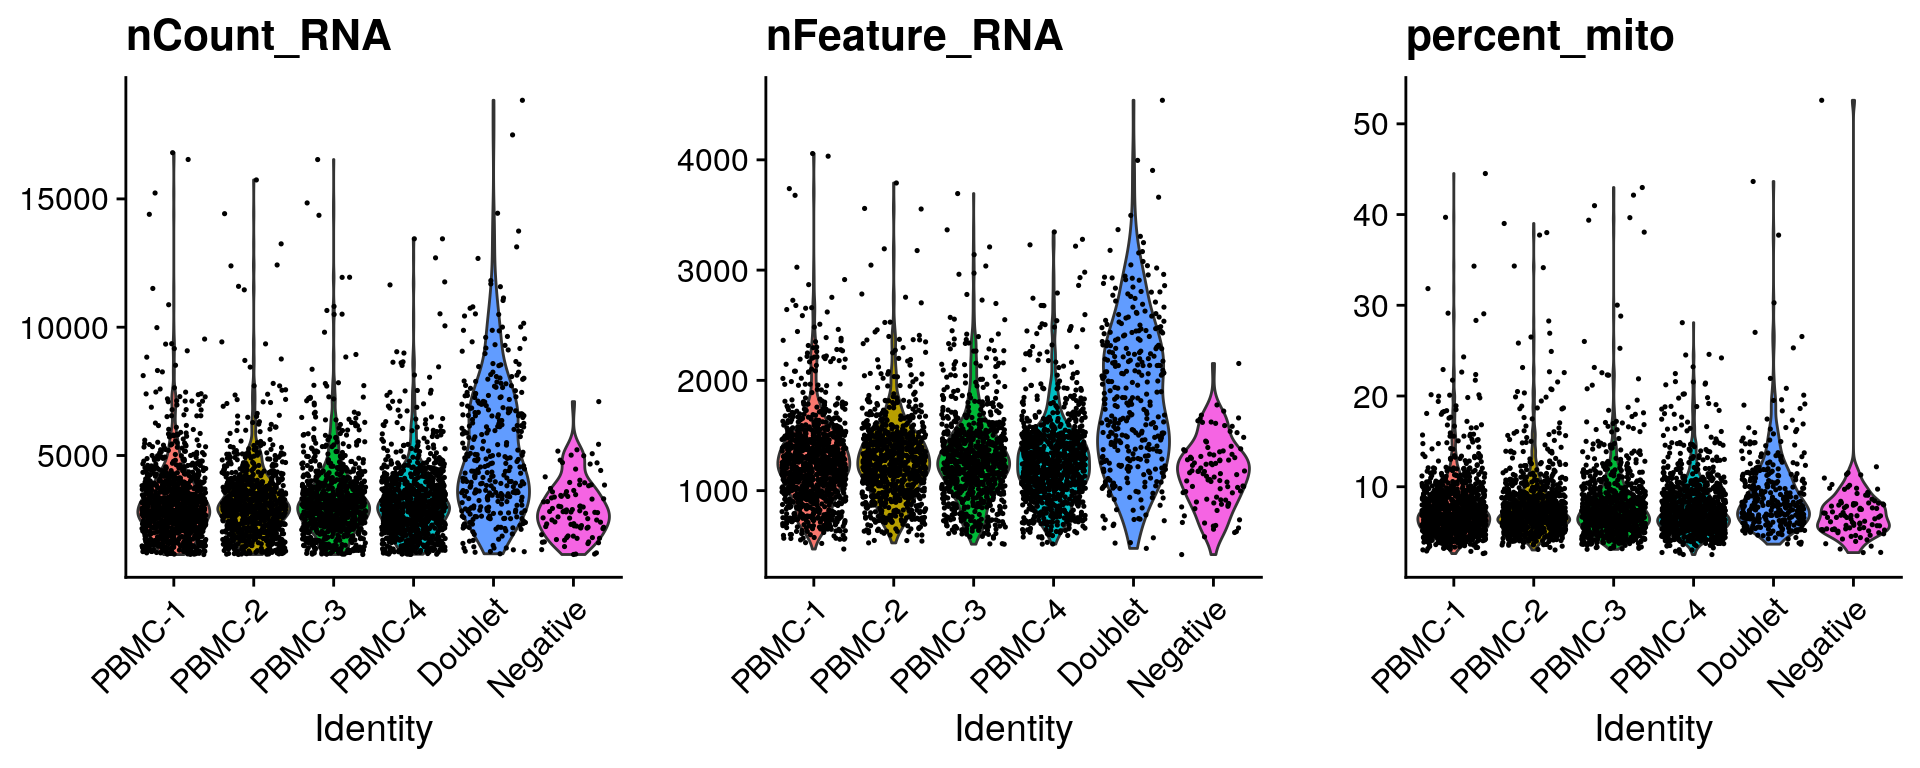 nCount_RNA
15000
10000
5000
PBMC-1
PBMC-2
PBMC-3
PBMC-4
Doublet
Negative
Identity
nFeature_RNA
4000
3000
2000
1000
PBMC-1
PBMC-2
PBMC-3
PBMC-4
Doublet
Negative
Identity
percent_mito
50
40
30
20
10
PBMC-1
PBMC-2
PBMC-3
PBMC-4
Doublet
Negative
Identity